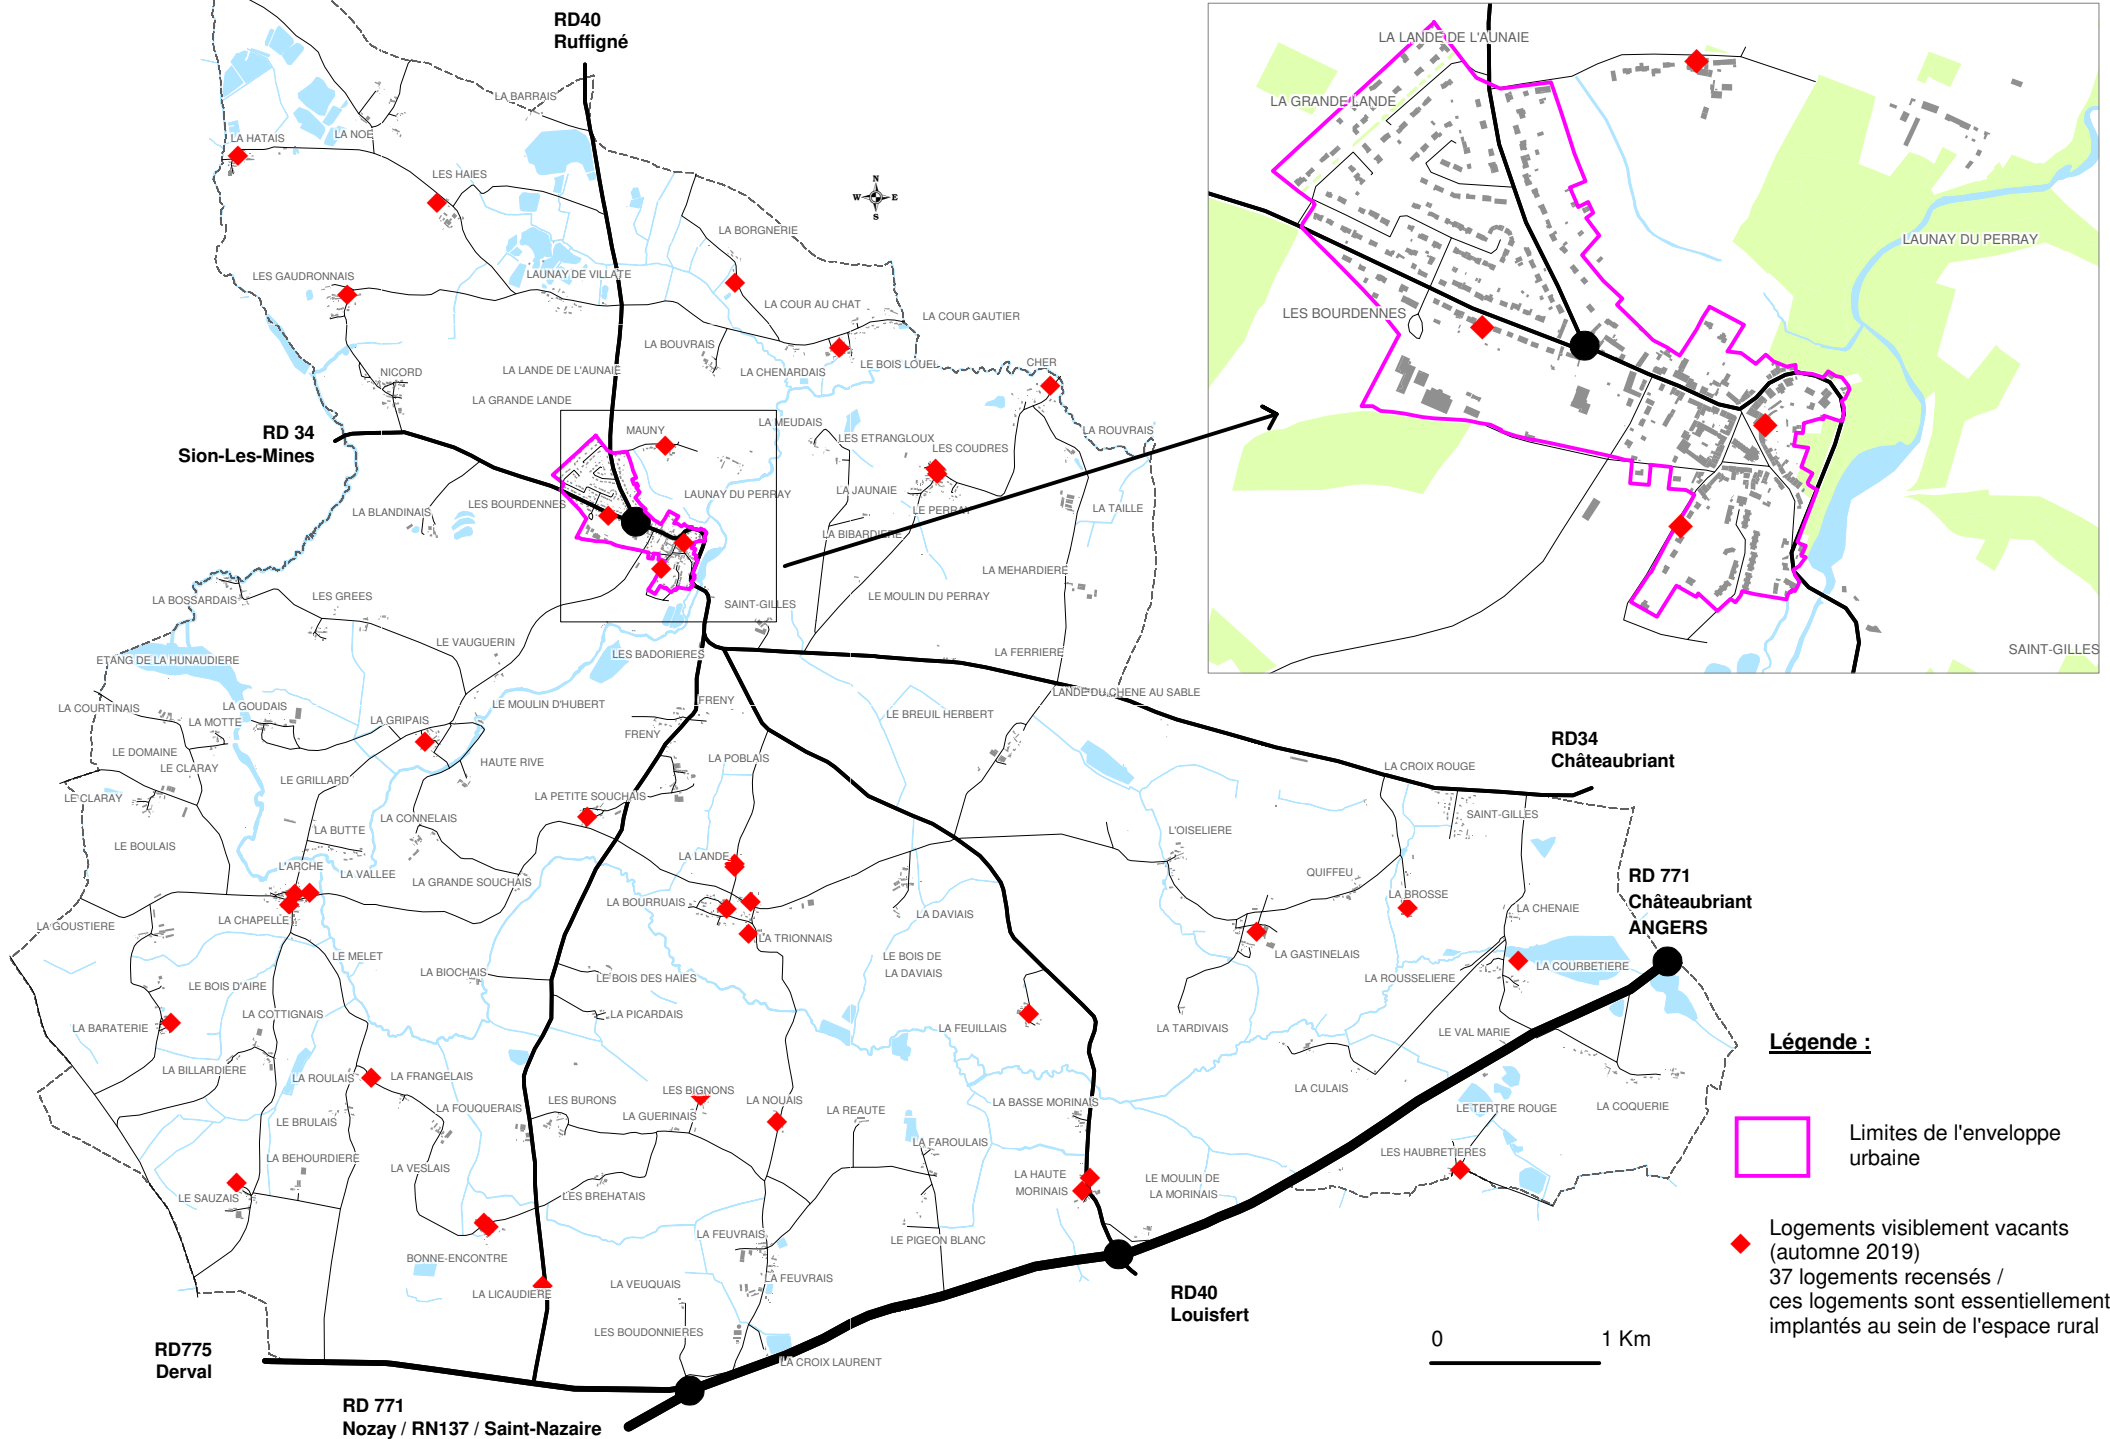 RD40
Ruffigné
LA BARRAIS
LA HATAIS
LA NOE
LES HAIES
N
W
E
S
LA BORGNERIE
LES GAUDRONNAIS
LAUNAY DE VILLATE
LA COUR AU CHAT
LA COUR GAUTIER
LA BOUVRAIS
LE BOIS LOUEL
CHER
NICORD
LA LANDE DE L'AUNAIE
LA CHENARDAIS
LA GRANDE LANDE
RD 34
Sion-Les-Mines
MAUNY
LA MEUDAIS
LES ETRANGLOUX
LES COUDRES
LA ROUVRAIS
LA JAUNAIE
LAUNAY DU PERRAY
LES BOURDENNES
LA BLANDINAIS
LE PERRAY
LA TAILLE
LA BIBARDIERE
LA MEHARDIERE
LE MOULIN DU PERRAY
LA BOSSARDAIS
LES GREES
SAINT-GILLES
LE VAUGUERIN
LES BADORIERES
LA FERRIERE
ETANG DE LA HUNAUDIERE
LANDE DU CHENE AU SABLE
LA COURTINAIS
LA GOUDAIS
LA MOTTE
LA GRIPAIS
LE MOULIN D'HUBERT
FRENY
LE BREUIL HERBERT
FRENY
LE DOMAINE
LE CLARAY
LE GRILLARD
HAUTE RIVE
LA POBLAIS
LE CLARAY
LA PETITE SOUCHAIS
LA CONNELAIS
LA BUTTE
LE BOULAIS
L'ARCHE
LA VALLEE
LA GRANDE SOUCHAIS
LA LANDE
LA BOURRUAIS
LA GOUSTIERE
LA CHAPELLE
LA DAVIAIS
LA TRIONNAIS
LE MELET
LA BIOCHAIS
LE BOIS DES HAIES
LE BOIS DE
LA DAVIAIS
LE BOIS D'AIRE
LA COTTIGNAIS
LA BARATERIE
LA PICARDAIS
LA FEUILLAIS
LA BILLARDIERE
LA ROULAIS
LA FRANGELAIS
LES BIGNONS
LA FOUQUERAIS
LES BURONS
LA GUERINAIS
LA NOUAIS
LA REAUTE
LA BASSE MORINAIS
LE BRULAIS
LA BEHOURDIERE
LA VESLAIS
LA FAROULAIS
LE SAUZAIS
LES BREHATAIS
LA HAUTE
MORINAIS
LE MOULIN DE
LA MORINAIS
LA FEUVRAIS
LE PIGEON BLANC
BONNE-ENCONTRE
LA LICAUDIERE
LA VEUQUAIS
LA FEUVRAIS
LES BOUDONNIERES
LA CROIX LAURENT
RD775
Derval
RD 771
Nozay / RN137 / Saint-Nazaire
RD40
Louisfert
RD34
Châteaubriant
LA CROIX ROUGE
SAINT-GILLES
L'OISELIERE
QUIFFEU
LA BROSSE
LA CHENAIE
RD 771
Châteaubriant
ANGERS
LA GASTINELAIS
LA ROUSSELIERE
LA COURBETIERE
LA TARDIVAIS
LE VAL MARIE
LA CULAIS
LE TERTRE ROUGE
LA COQUERIE
LES HAUBRETIERES
LA LANDE DE L'AUNAIE
LA GRANDE LANDE
LAUNAY DU PERRAY
LES BOURDENNES
SAINT-GILLES
Légende :
Limites de l'enveloppe
urbaine
Logements visiblement vacants
(automne 2019)
37 logements recensés /
ces logements sont essentiellement
implantés au sein de l'espace rural
0
1 Km